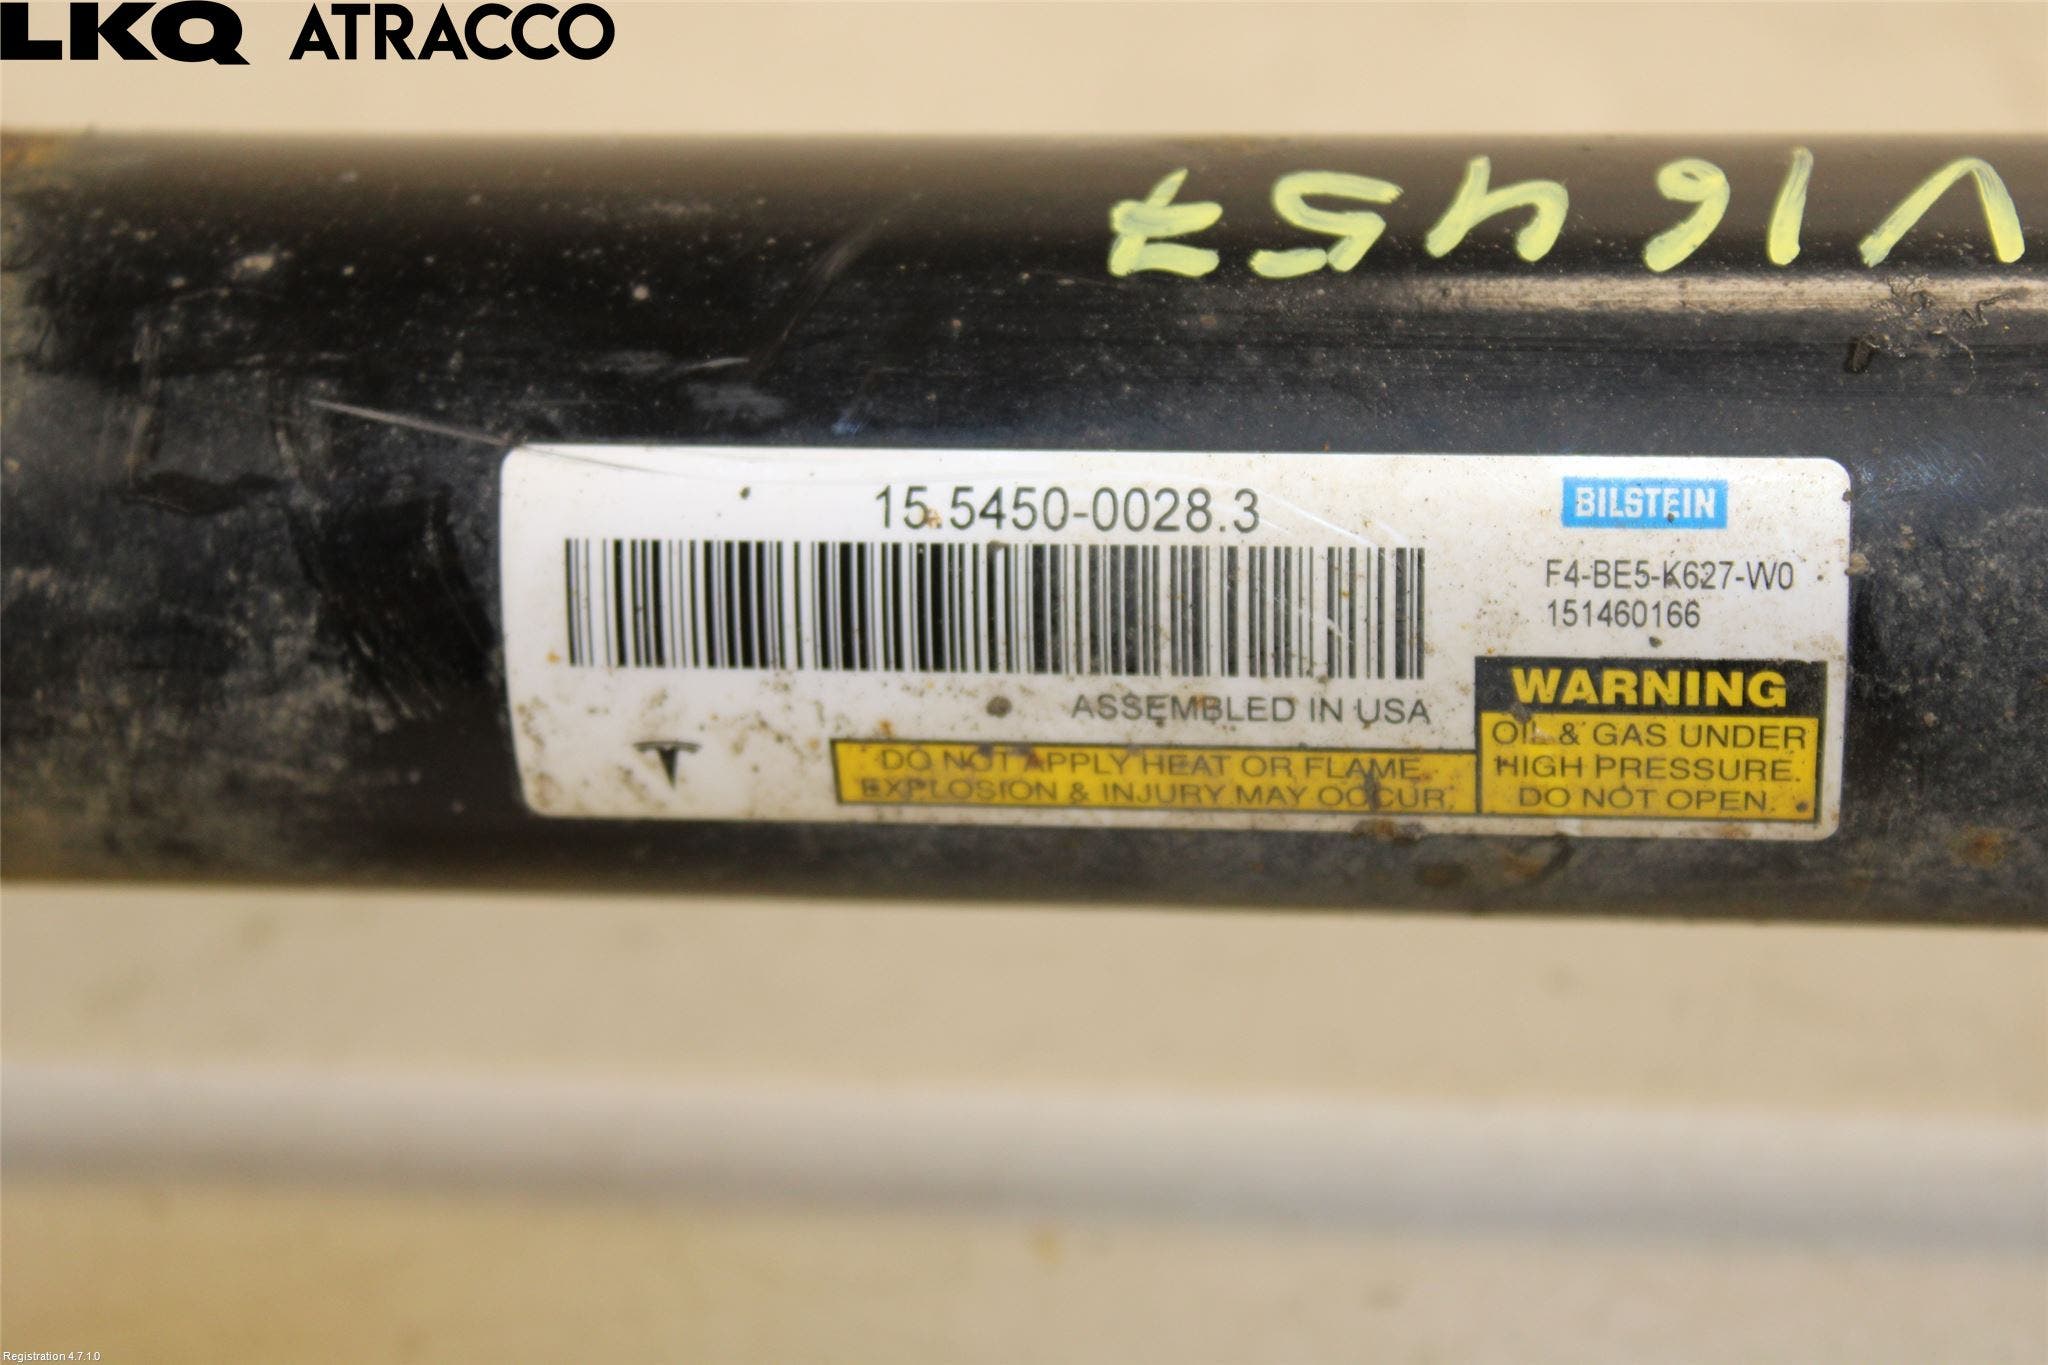 LKQ ATRACCO
V16457
15.5450-0028.3
BILSTEIN
F4-BE5-K627-W0
151460166
ASSEMBLED IN USA
WARNING
OIL & GAS UNDER
HIGH PRESSURE.
DO NOT OPEN.
DO NOT APPLY HEAT OR FLAME.
EXPLOSION & INJURY MAY OCCUR.
Registration 4.7.1.0